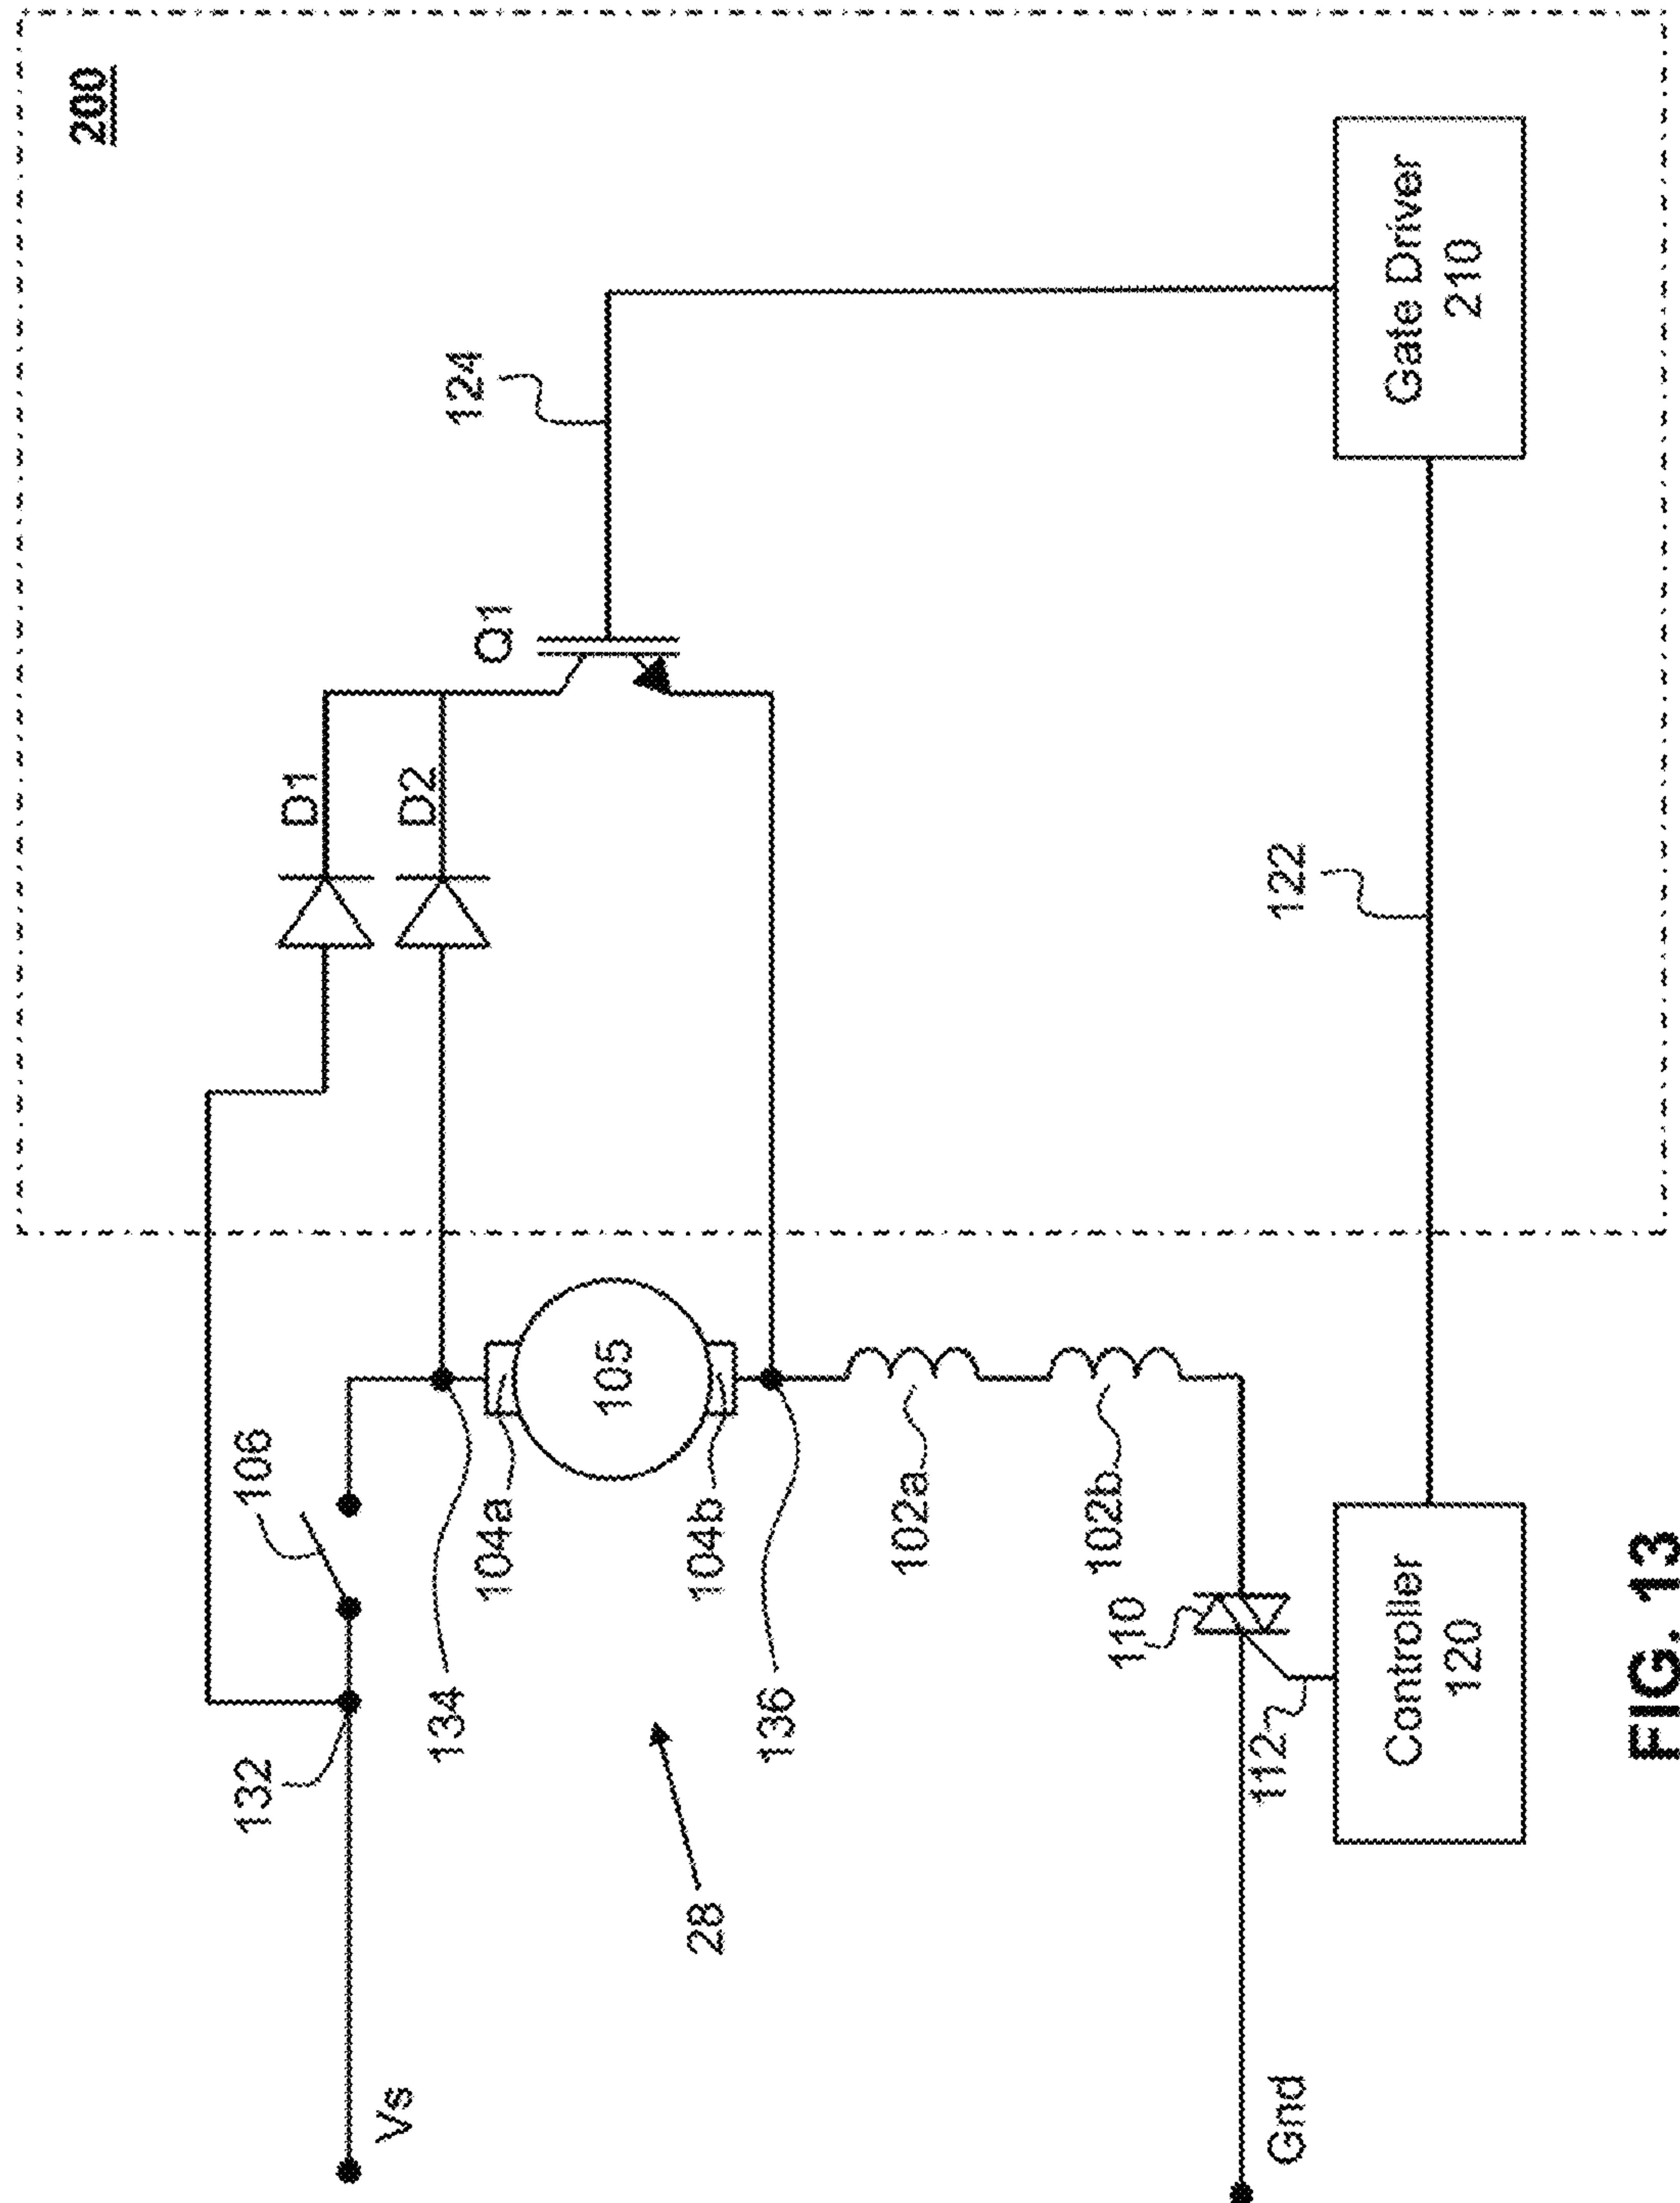 200
Vs
132
106
D1
D2
Q1
124
134
104a
105
104b
28
136
102a
102b
110
112
122
Gnd
Controller
120
Gate Driver
210
FIG. 13